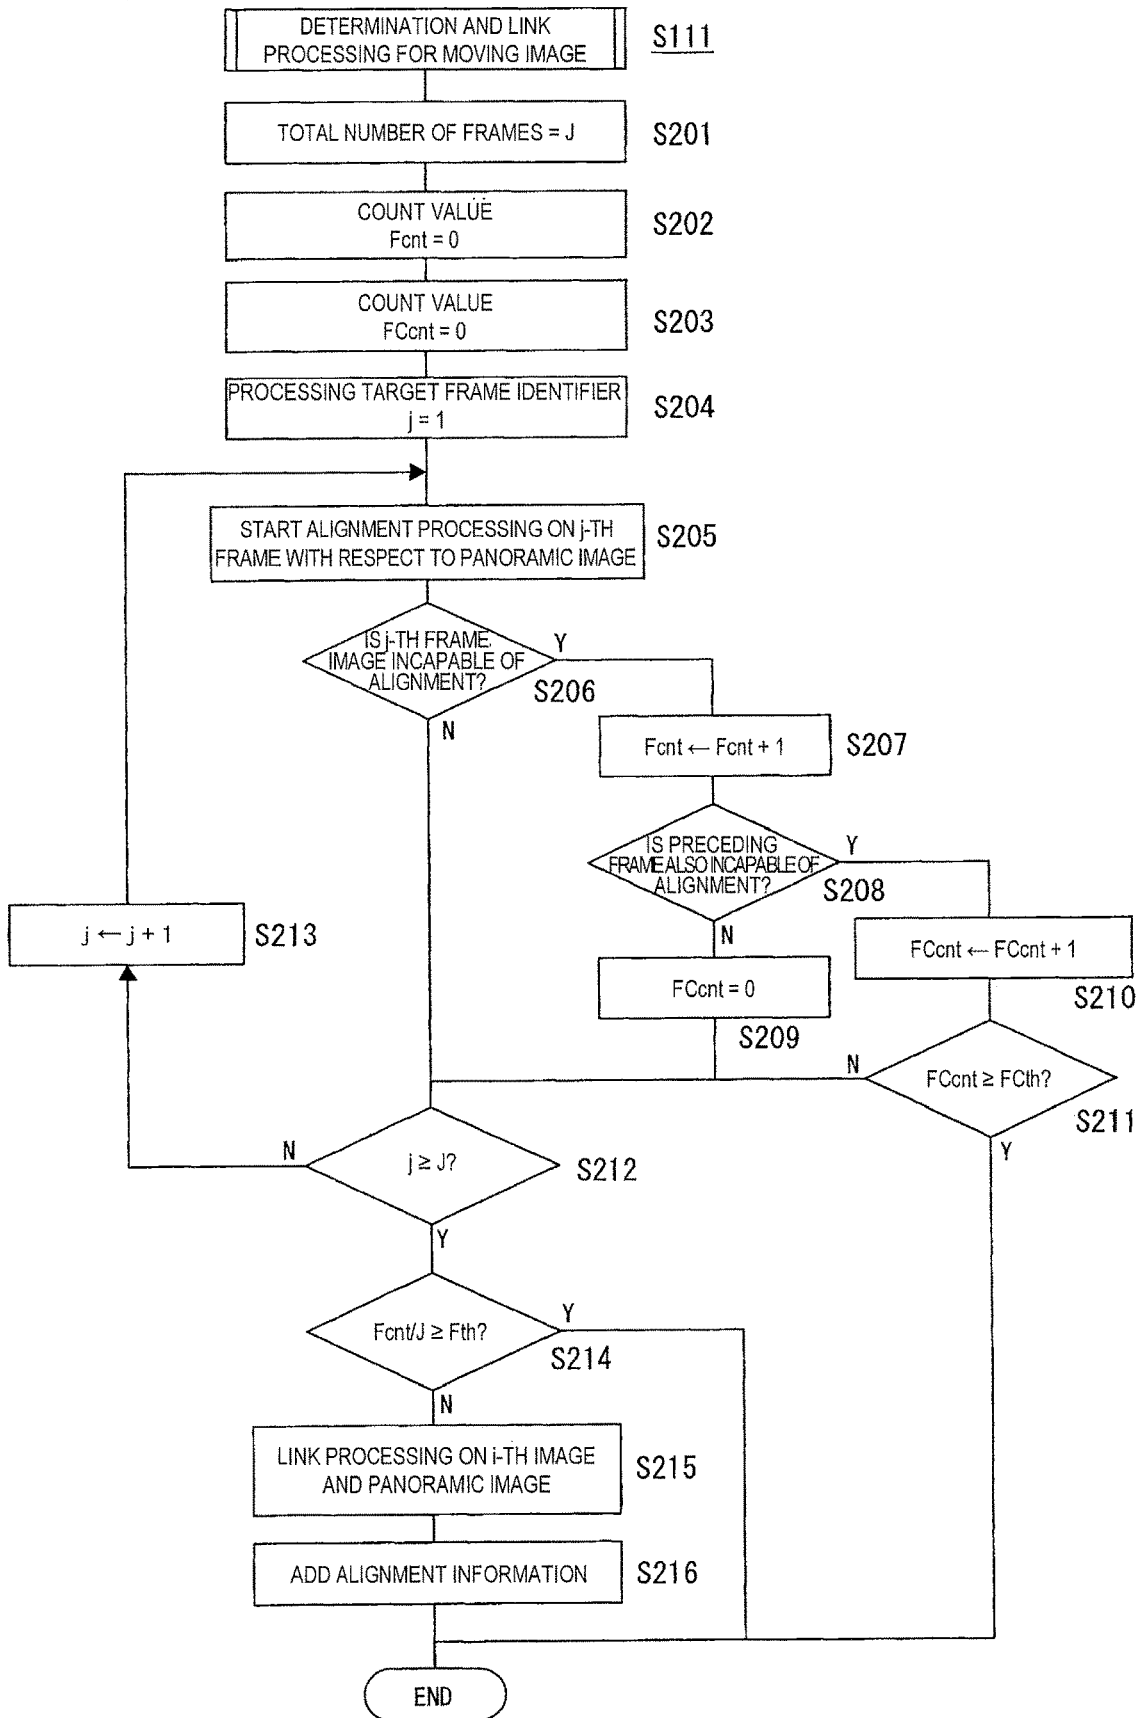 DETERMINATION AND LINK
PROCESSING FOR MOVING IMAGE
S111
TOTAL NUMBER OF FRAMES = J
S201
COUNT VALUE
Fcnt = 0
S202
COUNT VALUE
FCcnt = 0
S203
PROCESSING TARGET FRAME IDENTIFIER
j = 1
S204
START ALIGNMENT PROCESSING ON j-TH
FRAME WITH RESPECT TO PANORAMIC IMAGE
S205
IS j-TH FRAME
IMAGE INCAPABLE OF
ALIGNMENT?
Y
S206
N
Fcnt ← Fcnt + 1
S207
IS PRECEDING
FRAME ALSO INCAPABLE OF
ALIGNMENT?
Y
S208
N
j ← j + 1
S213
FCcnt = 0
S209
FCcnt ← FCcnt + 1
S210
FCcnt ≥ FCth?
N
S211
Y
j ≥ J?
N
S212
Y
Fcnt/J ≥ Fth?
Y
S214
N
LINK PROCESSING ON i-TH IMAGE
AND PANORAMIC IMAGE
S215
ADD ALIGNMENT INFORMATION
S216
END